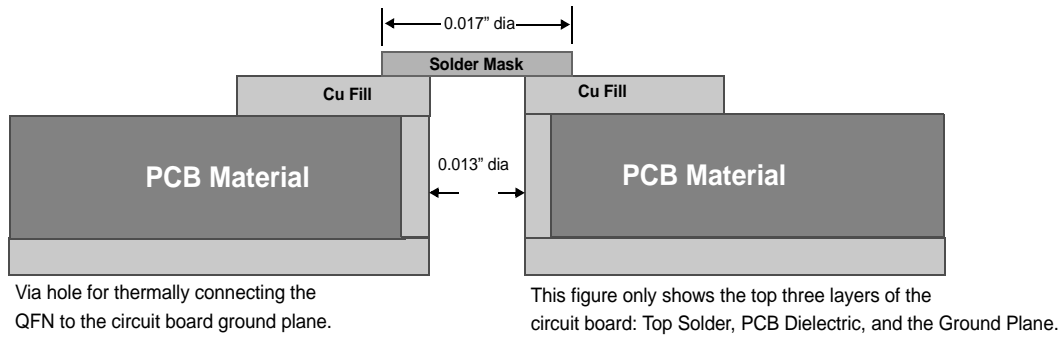 0.017” dia
Solder Mask
Cu Fill
Cu Fill
PCB Material
0.013” dia
PCB Material
Via hole for thermally connecting the
QFN to the circuit board ground plane.
This figure only shows the top three layers of the
circuit board: Top Solder, PCB Dielectric, and the Ground Plane.